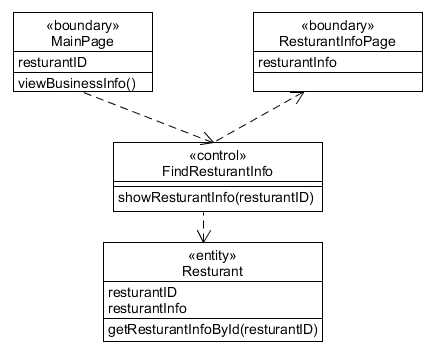 «boundary»
MainPage
resturantID
viewBusinessInfo()
«boundary»
ResturantInfoPage
resturantInfo
«control»
FindResturantInfo
showResturantInfo(resturantID)
«entity»
Resturant
resturantID
resturantInfo
getResturantInfoById(resturantID)